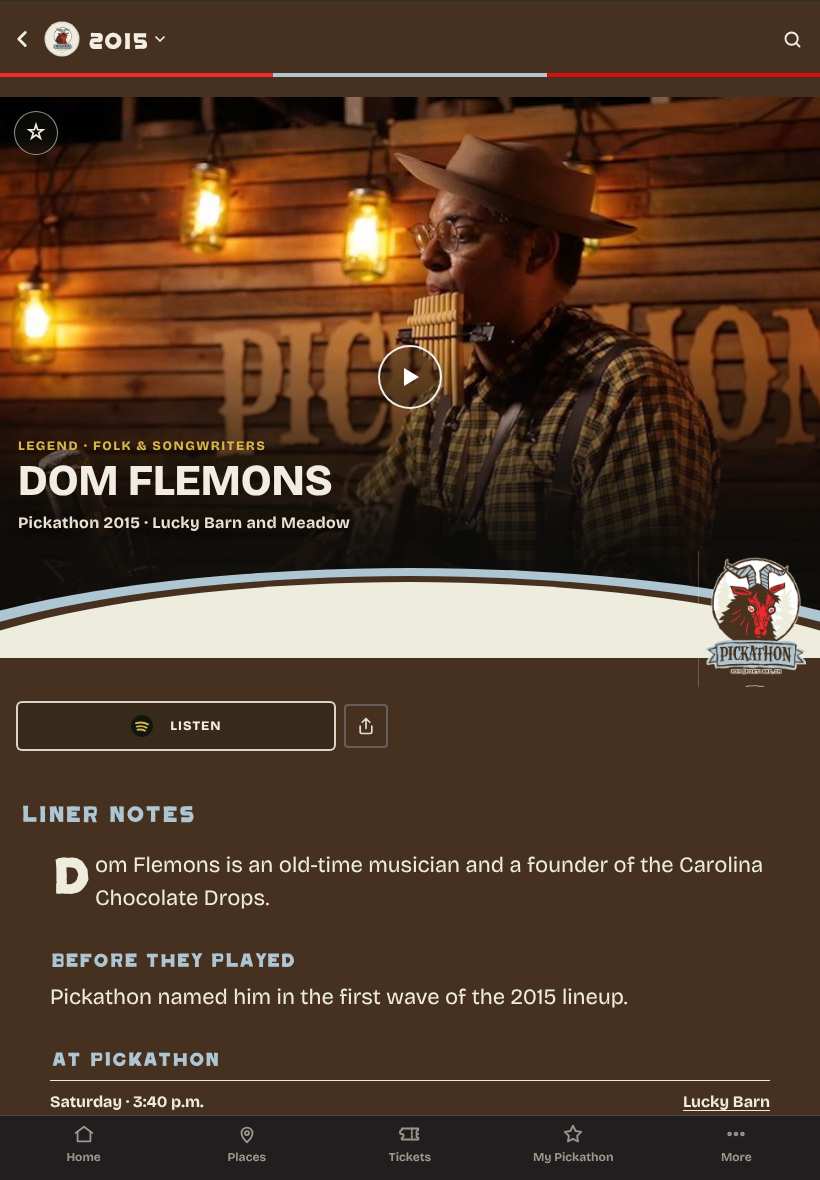 2015
PICKATHON
LEGEND · FOLK & SONGWRITERS
DOM FLEMONS
Pickathon 2015 · Lucky Barn and Meadow
PICKATHON
LISTEN
LINER NOTES
Dom Flemons is an old-time musician and a founder of the Carolina
Chocolate Drops.
BEFORE THEY PLAYED
Pickathon named him in the first wave of the 2015 lineup.
AT PICKATHON
Saturday · 3:40 p.m. Lucky Barn
Home Places Tickets My Pickathon More